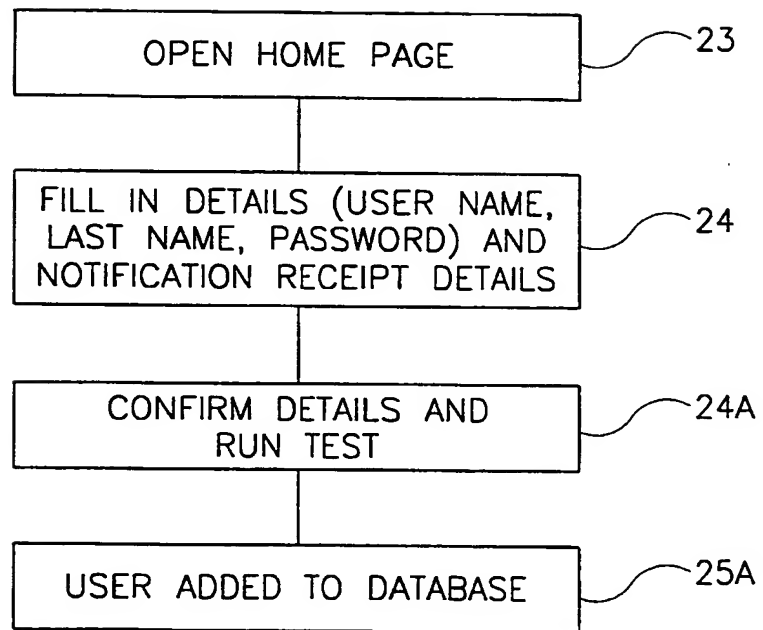 OPEN HOME PAGE
23
FILL IN DETAILS (USER NAME,
LAST NAME, PASSWORD) AND
NOTIFICATION RECEIPT DETAILS
24
CONFIRM DETAILS AND
RUN TEST
24A
USER ADDED TO DATABASE
25A